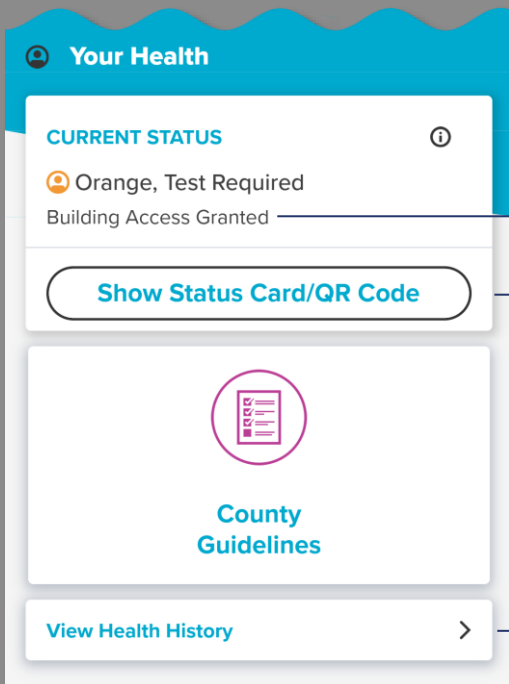 Your Health
CURRENT STATUS
Orange, Test Required
Building Access Granted
Show Status Card/QR Code
County
Guidelines
View Health History